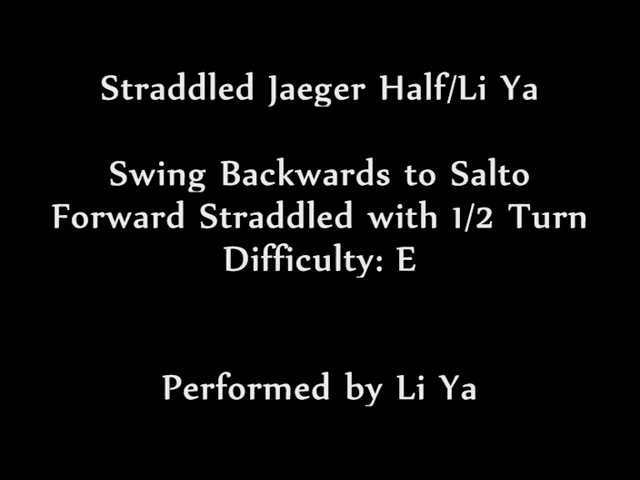 Straddled Jaeger Half/Li Ya
Swing Backwards to Salto
Forward Straddled with 1/2 Turn
Difficulty: E
Performed by Li Ya